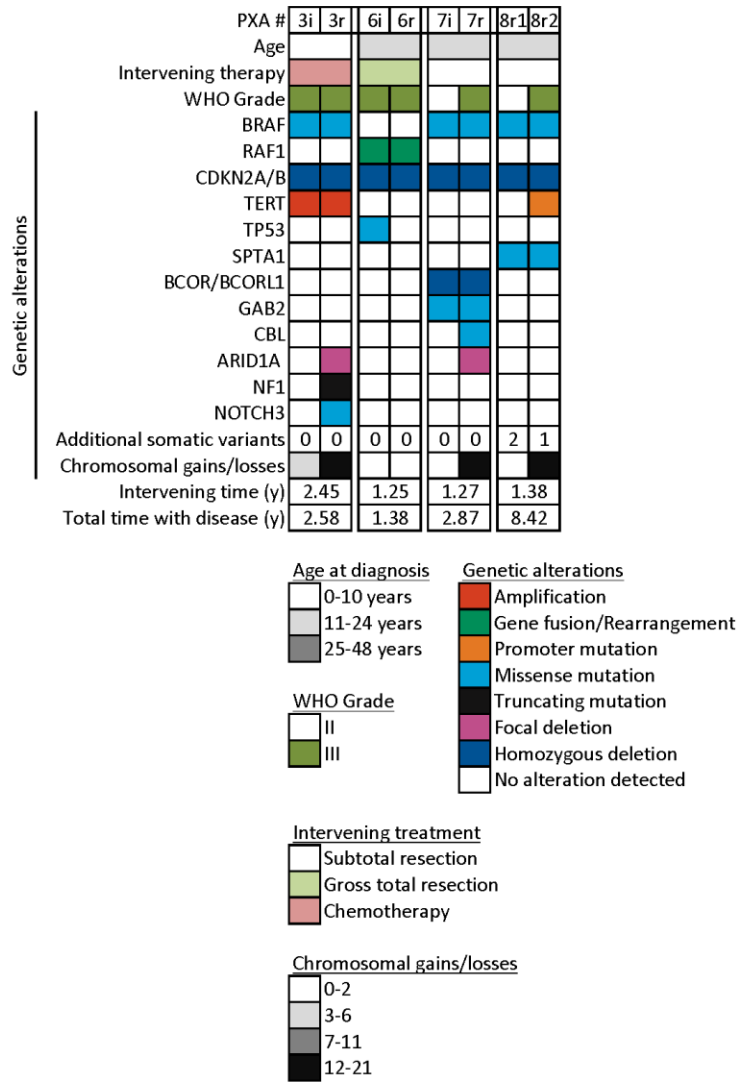 PXA # 3i 3r 6i 6r 7i 7r 8r1 8r2
Age
Intervening therapy
WHO Grade
BRAF
RAF1
CDKN2A/B
TERT
TP53
SPTA1
BCOR/BCORL1
GAB2
CBL
ARID1A
NF1
NOTCH3
Genetic alterations
Additional somatic variants 0 0 0 0 0 0 2 1
Chromosomal gains/losses
Intervening time (y) 2.45 1.25 1.27 1.38
Total time with disease (y) 2.58 1.38 2.87 8.42
Age at diagnosis
0-10 years
11-24 years
25-48 years
WHO Grade
II
III
Genetic alterations
Amplification
Gene fusion/Rearrangement
Promoter mutation
Missense mutation
Truncating mutation
Focal deletion
Homozygous deletion
No alteration detected
Intervening treatment
Subtotal resection
Gross total resection
Chemotherapy
Chromosomal gains/losses
0-2
3-6
7-11
12-21